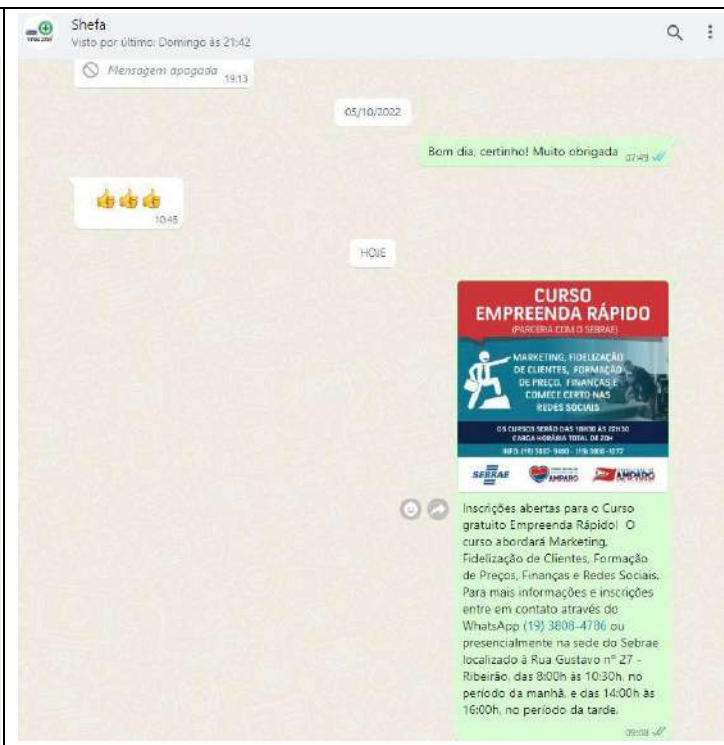 Shefa
Visto por último: Domingo às 21:42
Mensagem apagada 19:13
05/10/2022
Bom dia, certinho! Muito obrigada 07:49
10:45
HOJE
CURSO
EMPREENDA RÁPIDO
(PARCERIA COM O SEBRAE)
MARKETING, FIDELIZAÇÃO
DE CLIENTES, FORMAÇÃO
DE PREÇO, FINANÇAS E
COMECE CERTO NAS
REDES SOCIAIS
OS CURSOS SERÃO DAS 18H30 ÀS 22H30
CARGA HORÁRIA TOTAL DE 20H
SEBRAE
AMPARO
AMPARO
Inscrições abertas para o Curso
gratuito Empreenda Rápido! O
curso abordará Marketing,
Fidelização de Clientes, Formação
de Preços, Finanças e Redes Sociais.
Para mais informações e inscrições
entre em contato através do
WhatsApp (19) 3808-4786 ou
presencialmente na sede do Sebrae
localizado à Rua Gustavo nº 27 -
Ribeirão, das 8:00h às 10:30h, no
período da manhã, e das 14:00h às
16:00h, no período da tarde.
09:08